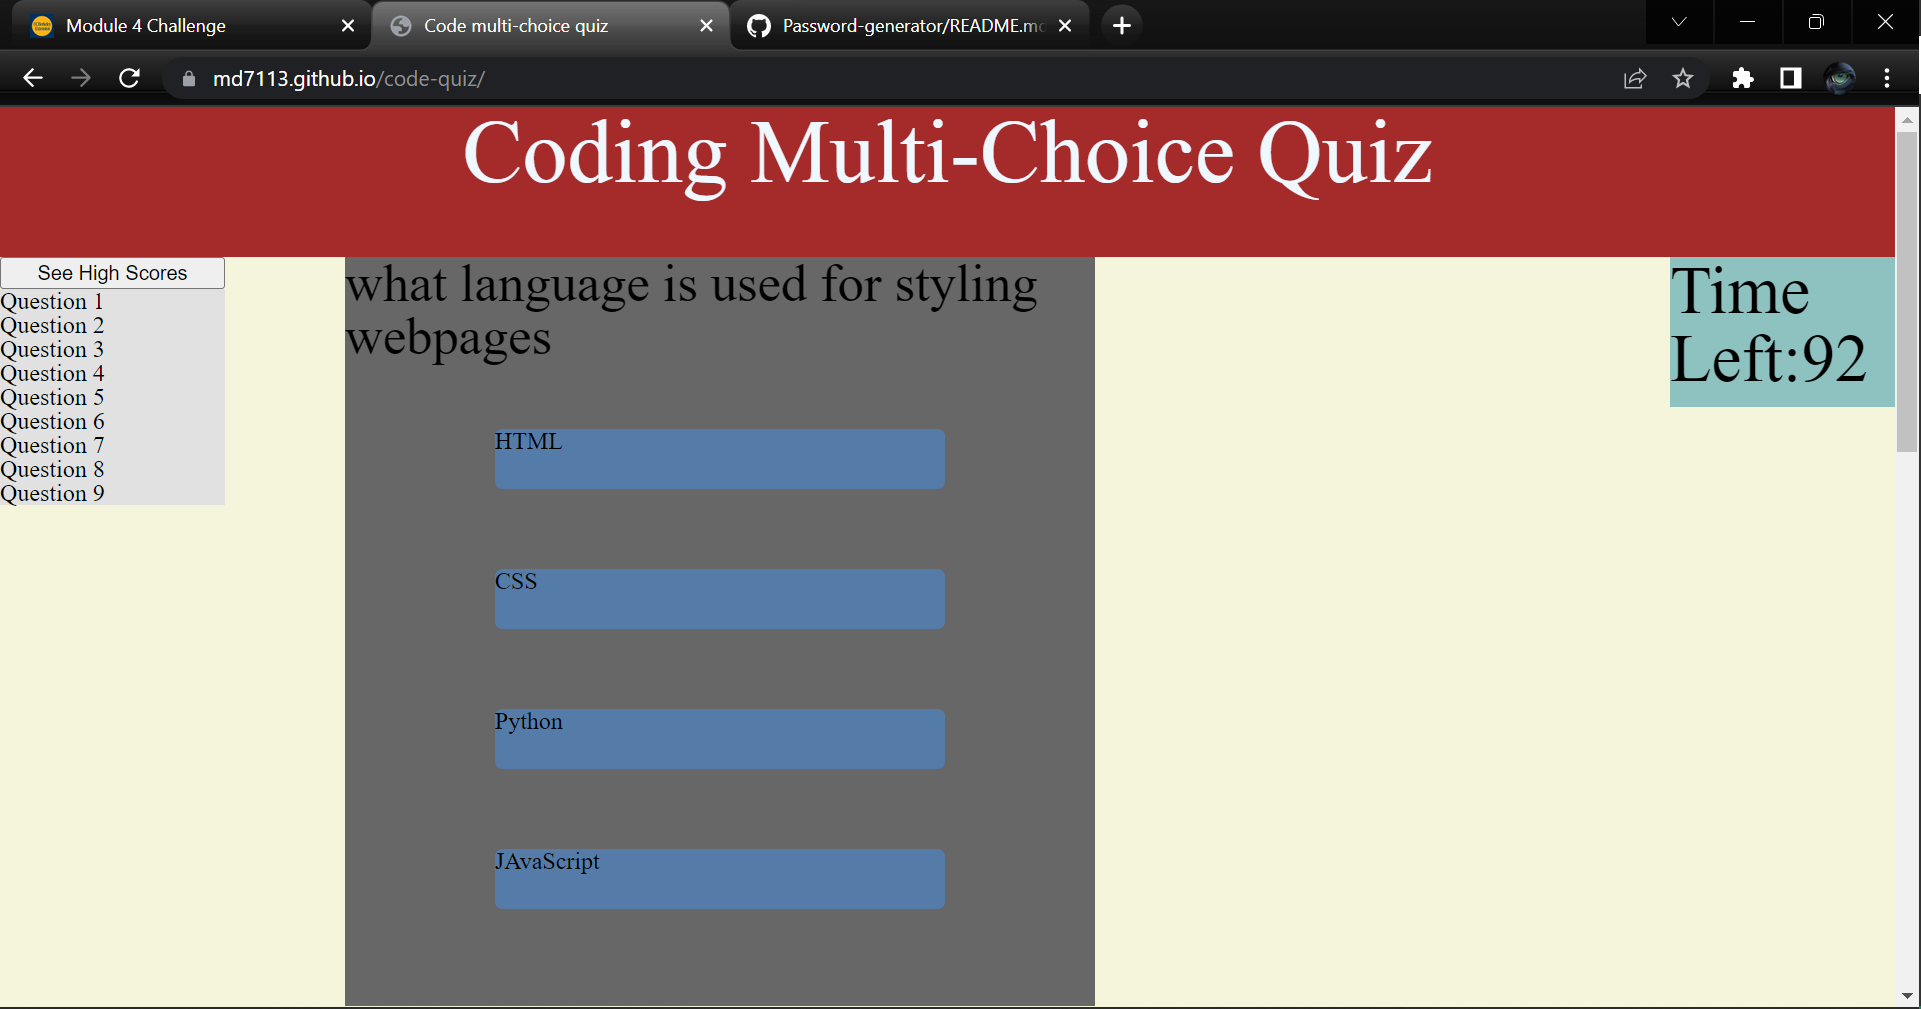 Module 4 Challenge
Code multi-choice quiz
Password-generator/README.md
md7113.github.io/code-quiz/
Coding Multi-Choice Quiz
See High Scores
Question 1
Question 2
Question 3
Question 4
Question 5
Question 6
Question 7
Question 8
Question 9
what language is used for styling
webpages
HTML
CSS
Python
JAvaScript
Time
Left:92